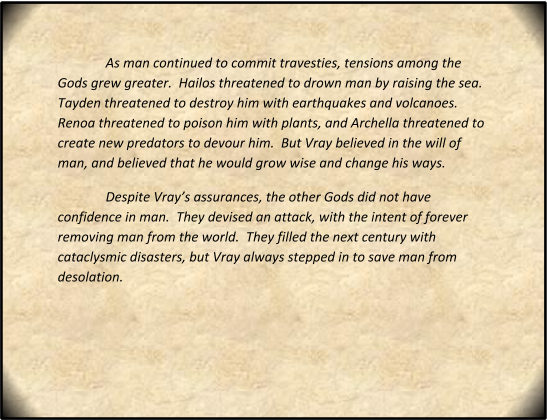 As man continued to commit travesties, tensions among the
Gods grew greater. Hailos threatened to drown man by raising the sea.
Tayden threatened to destroy him with earthquakes and volcanoes.
Renoa threatened to poison him with plants, and Archella threatened to
create new predators to devour him. But Vray believed in the will of
man, and believed that he would grow wise and change his ways.
Despite Vray’s assurances, the other Gods did not have
confidence in man. They devised an attack, with the intent of forever
removing man from the world. They filled the next century with
cataclysmic disasters, but Vray always stepped in to save man from
desolation.